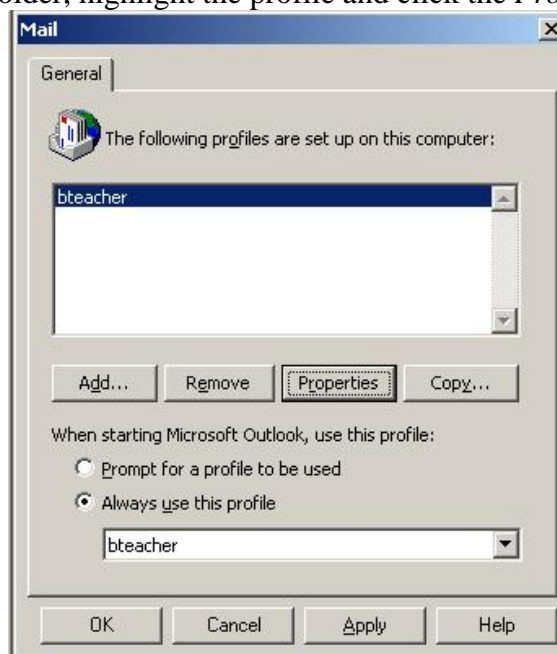 older, highlight the profile and click the
Mail
General
The following profiles are set up on this computer:
bteacher
Add...
Remove
Properties
Copy...
When starting Microsoft Outlook, use this profile:
Prompt for a profile to be used
Always use this profile
bteacher
OK
Cancel
Apply
Help